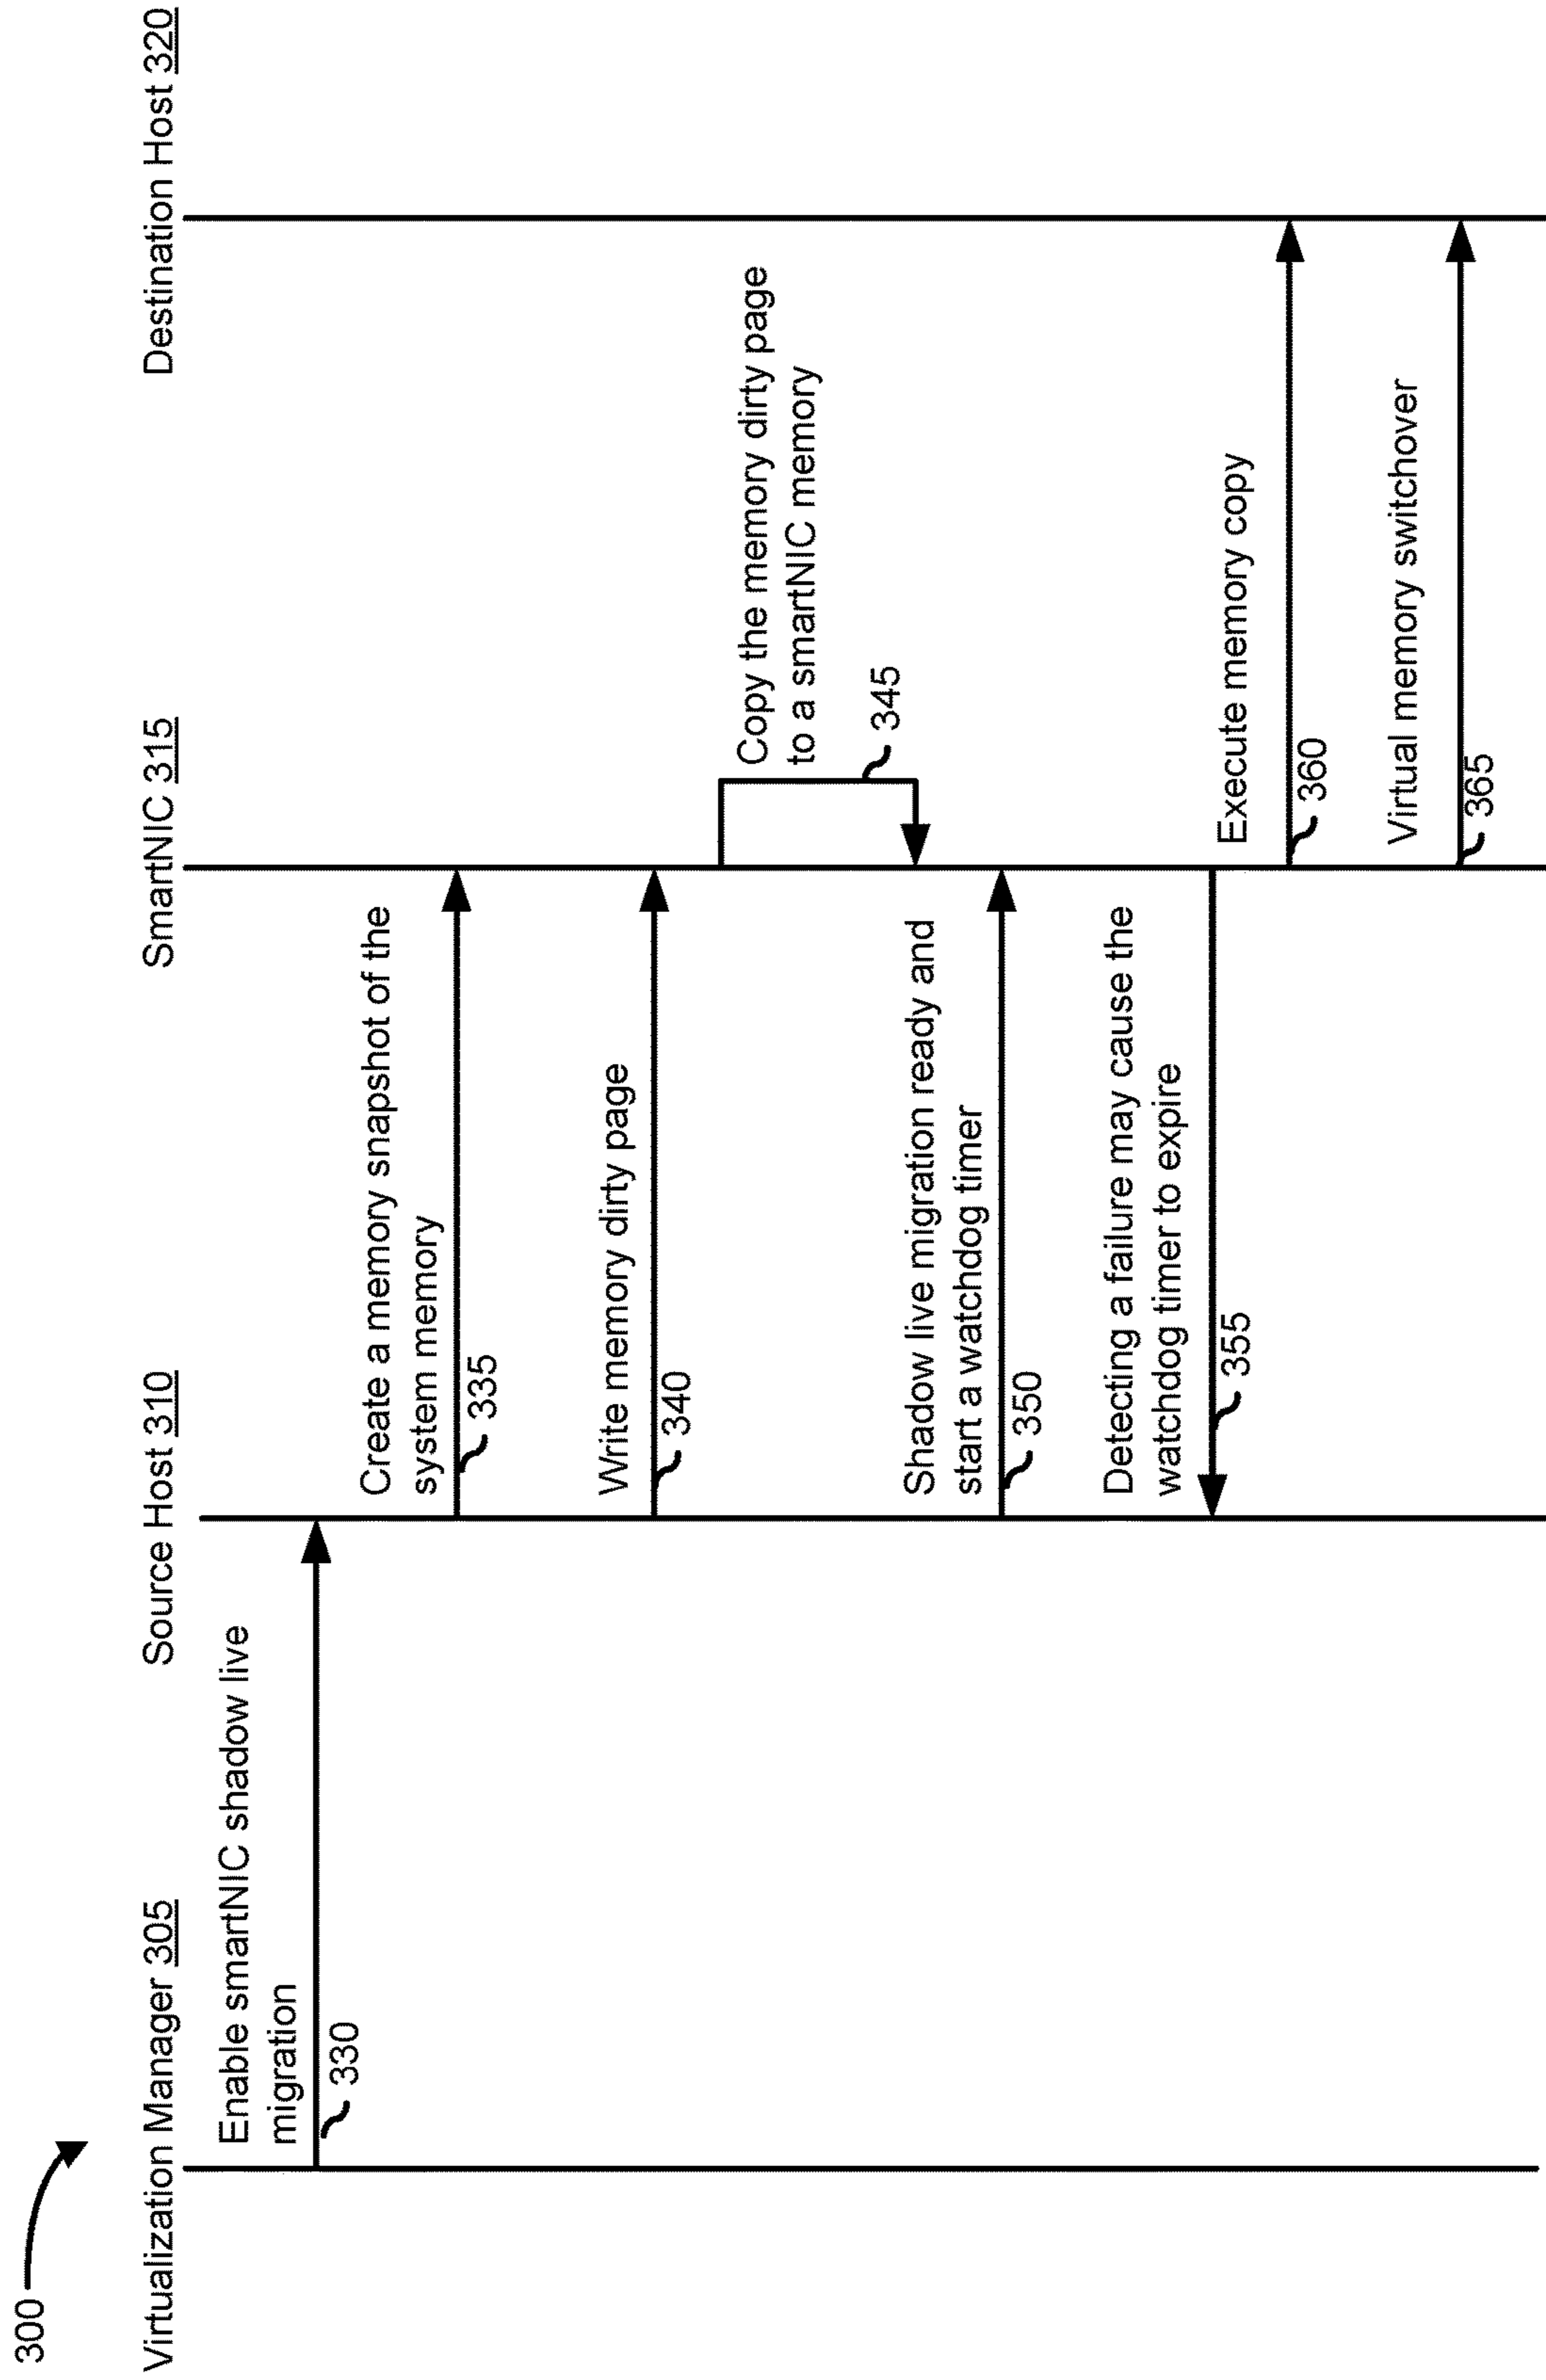 300
Virtualization Manager 305
Source Host 310
SmartNIC 315
Destination Host 320
Enable smartNIC shadow live
migration
330
Create a memory snapshot of the
system memory
335
Write memory dirty page
340
Copy the memory dirty page
to a smartNIC memory
345
Shadow live migration ready and
start a watchdog timer
350
Detecting a failure may cause the
watchdog timer to expire
355
Execute memory copy
360
Virtual memory switchover
365